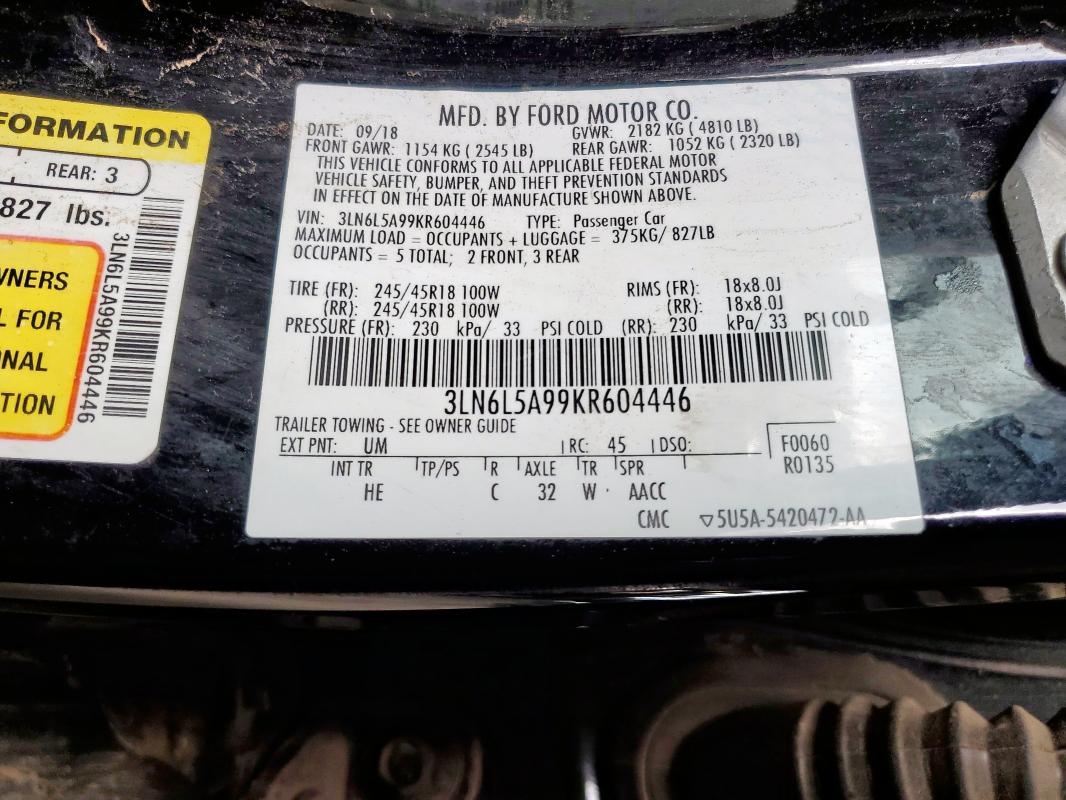 FORMATION
REAR: 3
827 lbs.
3LN6L5A99KR604446
WNERS
L FOR
ONAL
TION
MFD. BY FORD MOTOR CO.
DATE: 09/18 GVWR: 2182 KG ( 4810 LB)
FRONT GAWR: 1154 KG ( 2545 LB) REAR GAWR: 1052 KG ( 2320 LB)
THIS VEHICLE CONFORMS TO ALL APPLICABLE FEDERAL MOTOR
VEHICLE SAFETY, BUMPER, AND THEFT PREVENTION STANDARDS
IN EFFECT ON THE DATE OF MANUFACTURE SHOWN ABOVE.
VIN: 3LN6L5A99KR604446 TYPE: Passenger Car
MAXIMUM LOAD = OCCUPANTS + LUGGAGE = 375KG/ 827LB
OCCUPANTS = 5 TOTAL; 2 FRONT, 3 REAR
TIRE (FR): 245/45R18 100W RIMS (FR): 18x8.0J
(RR): 245/45R18 100W (RR): 18x8.0J
PRESSURE (FR): 230 kPa/ 33 PSI COLD (RR): 230 kPa/ 33 PSI COLD
3LN6L5A99KR604446
TRAILER TOWING - SEE OWNER GUIDE
EXT PNT: UM RC: 45 DSO: F0060
INT TR TP/PS R AXLE TR SPR R0135
HE C 32 W AACC
CMC ▽5U5A-5420472-AA